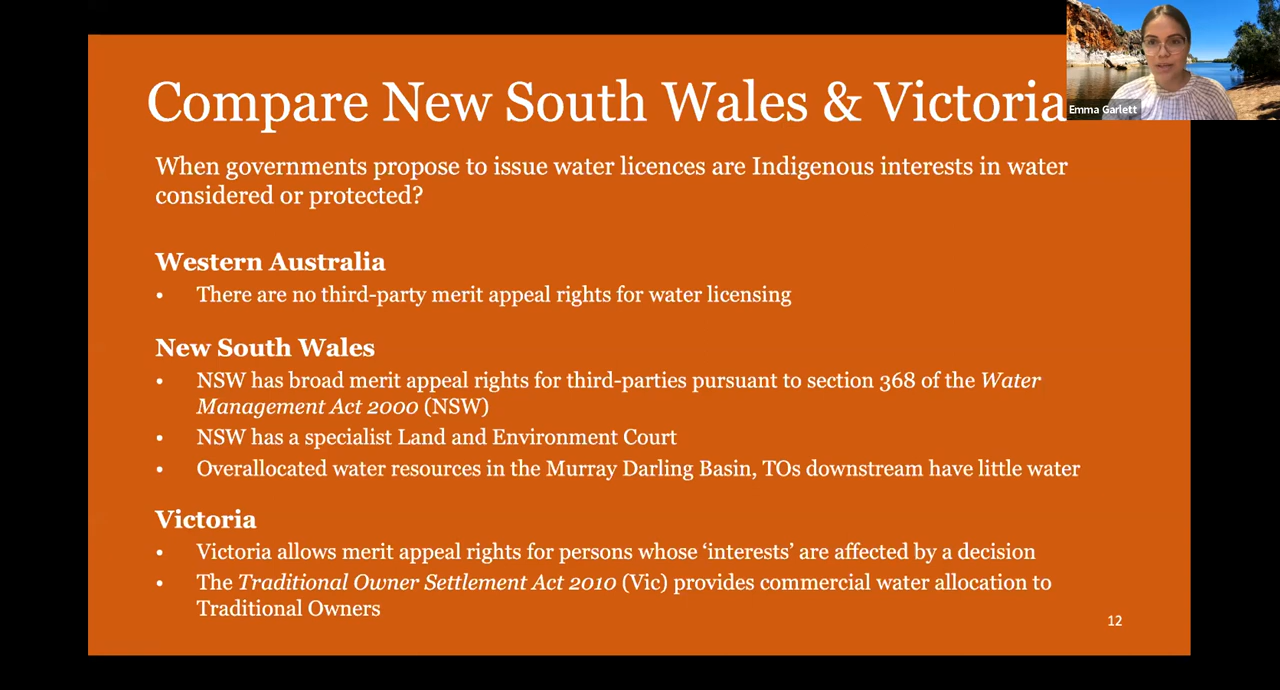 Compare New South Wales & Victoria
Emma Garlett
When governments propose to issue water licences are Indigenous interests in water
considered or protected?
Western Australia
• There are no third-party merit appeal rights for water licensing
New South Wales
• NSW has broad merit appeal rights for third-parties pursuant to section 368 of the Water
Management Act 2000 (NSW)
• NSW has a specialist Land and Environment Court
• Overallocated water resources in the Murray Darling Basin, TOs downstream have little water
Victoria
• Victoria allows merit appeal rights for persons whose ‘interests’ are affected by a decision
• The Traditional Owner Settlement Act 2010 (Vic) provides commercial water allocation to
Traditional Owners
12